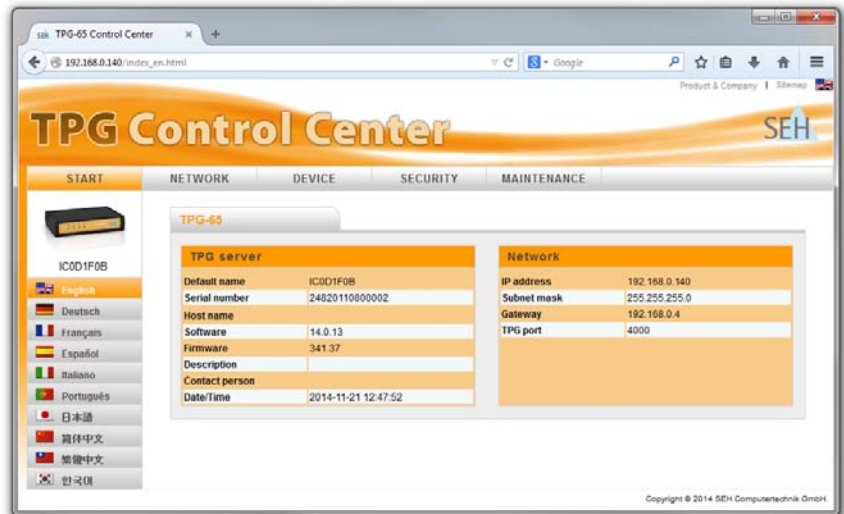 seh TPG-65 Control Center
192.168.0.140/index_en.html
Google
Product & Company | Sitemap
TPG Control Center
SEH
START NETWORK DEVICE SECURITY MAINTENANCE
IC0D1F0B
English
Deutsch
Français
Español
Italiano
Português
日本語
简体中文
繁體中文
한국어
TPG-65
TPG server
Default name IC0D1F0B
Serial number 24820110800002
Host name
Software 14.0.13
Firmware 341.37
Description
Contact person
Date/Time 2014-11-21 12:47:52
Network
IP address 192.168.0.140
Subnet mask 255.255.255.0
Gateway 192.168.0.4
TPG port 4000
Copyright © 2014 SEH Computertechnik GmbH